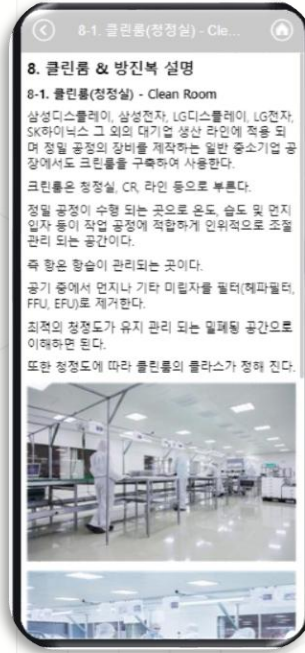 8-1. 클린룸(청정실) - Cle...
8. 클린룸 & 방진복 설명
8-1. 클린룸(청정실) - Clean Room
삼성디스플레이, 삼성전자, LG디스플레이, LG전자,
SK하이닉스 그 외의 대기업 생산 라인에 적용 되
며 정밀 공정의 장비를 제작하는 일반 중소기업 공
장에서도 크린룸을 구축하여 사용한다.
크린룸은 청정실, CR, 라인 등으로 부른다.
정밀 공정이 수행 되는 곳으로 온도, 습도 및 먼지
입자 등이 작업 공정에 적합하게 인위적으로 조절
관리 되는 공간이다.
즉 항온 항습이 관리되는 곳이다.
공기 중에서 먼지나 기타 미립자를 필터(헤파필터,
FFU, EFU)로 제거한다.
최적의 청정도가 유지 관리 되는 밀폐된 공간으로
이해하면 된다.
또한 청정도에 따라 클린룸의 클라스가 정해 진다.